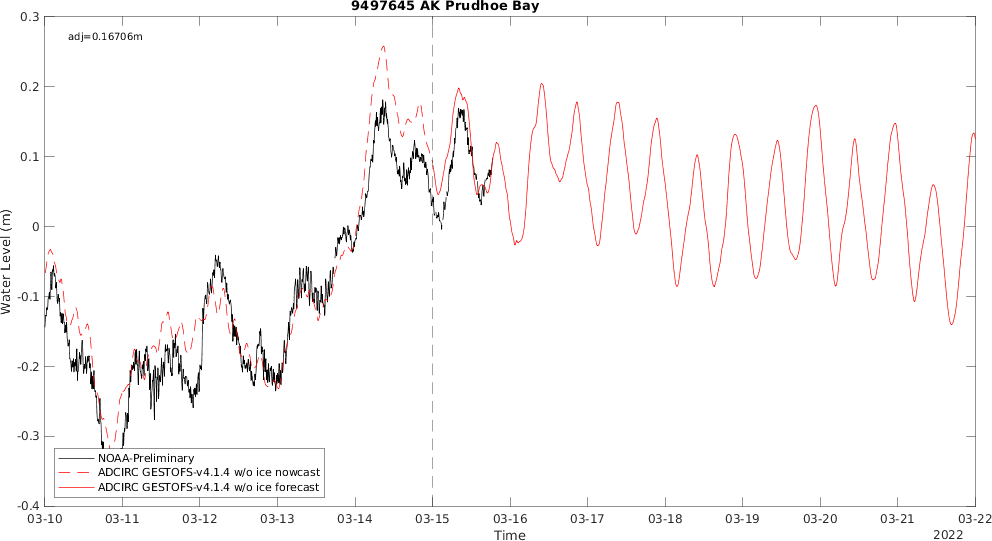 9497645 AK Prudhoe Bay
adj=0.16706m
0.3
0.2
0.1
0
-0.1
-0.2
-0.3
-0.4
Water Level (m)
NOAA-Preliminary
ADCIRC GESTOFS-v4.1.4 w/o ice nowcast
ADCIRC GESTOFS-v4.1.4 w/o ice forecast
03-10 03-11 03-12 03-13 03-14 03-15 03-16 03-17 03-18 03-19 03-20 03-21 03-22
Time
2022